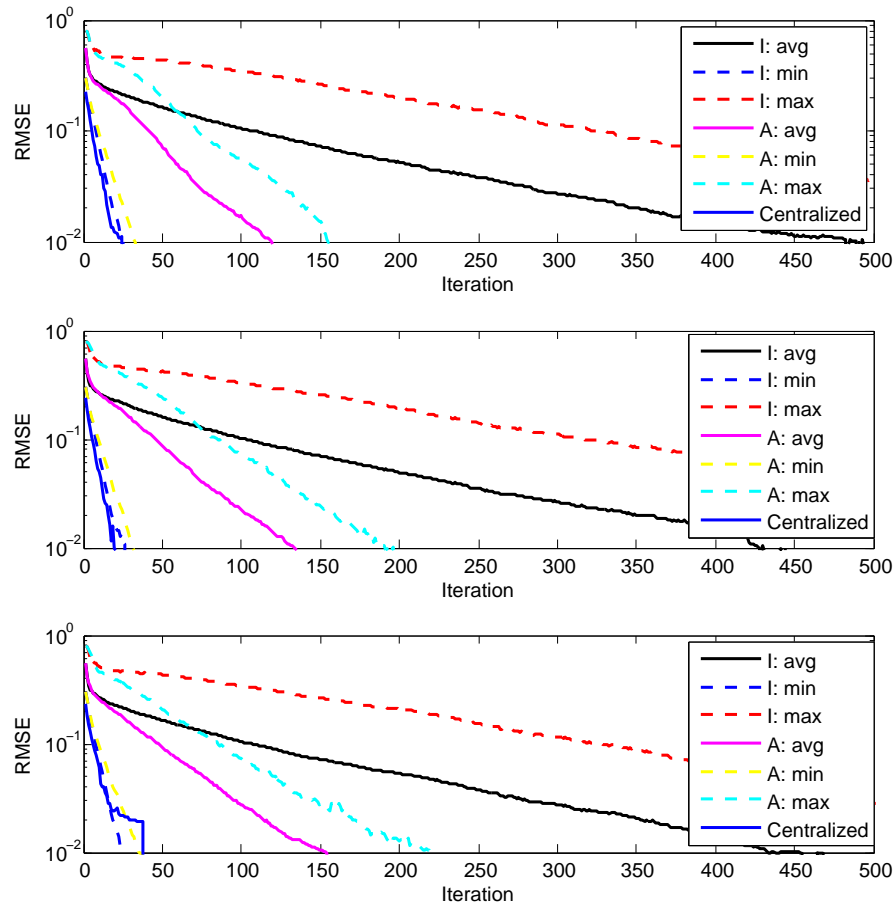 10^0
10^-1
10^-2
RMSE
0 50 100 150 200 250 300 350 400 450 500
Iteration
I: avg
I: min
I: max
A: avg
A: min
A: max
Centralized
10^0
10^-1
10^-2
RMSE
0 50 100 150 200 250 300 350 400 450 500
Iteration
I: avg
I: min
I: max
A: avg
A: min
A: max
Centralized
10^0
10^-1
10^-2
RMSE
0 50 100 150 200 250 300 350 400 450 500
Iteration
I: avg
I: min
I: max
A: avg
A: min
A: max
Centralized